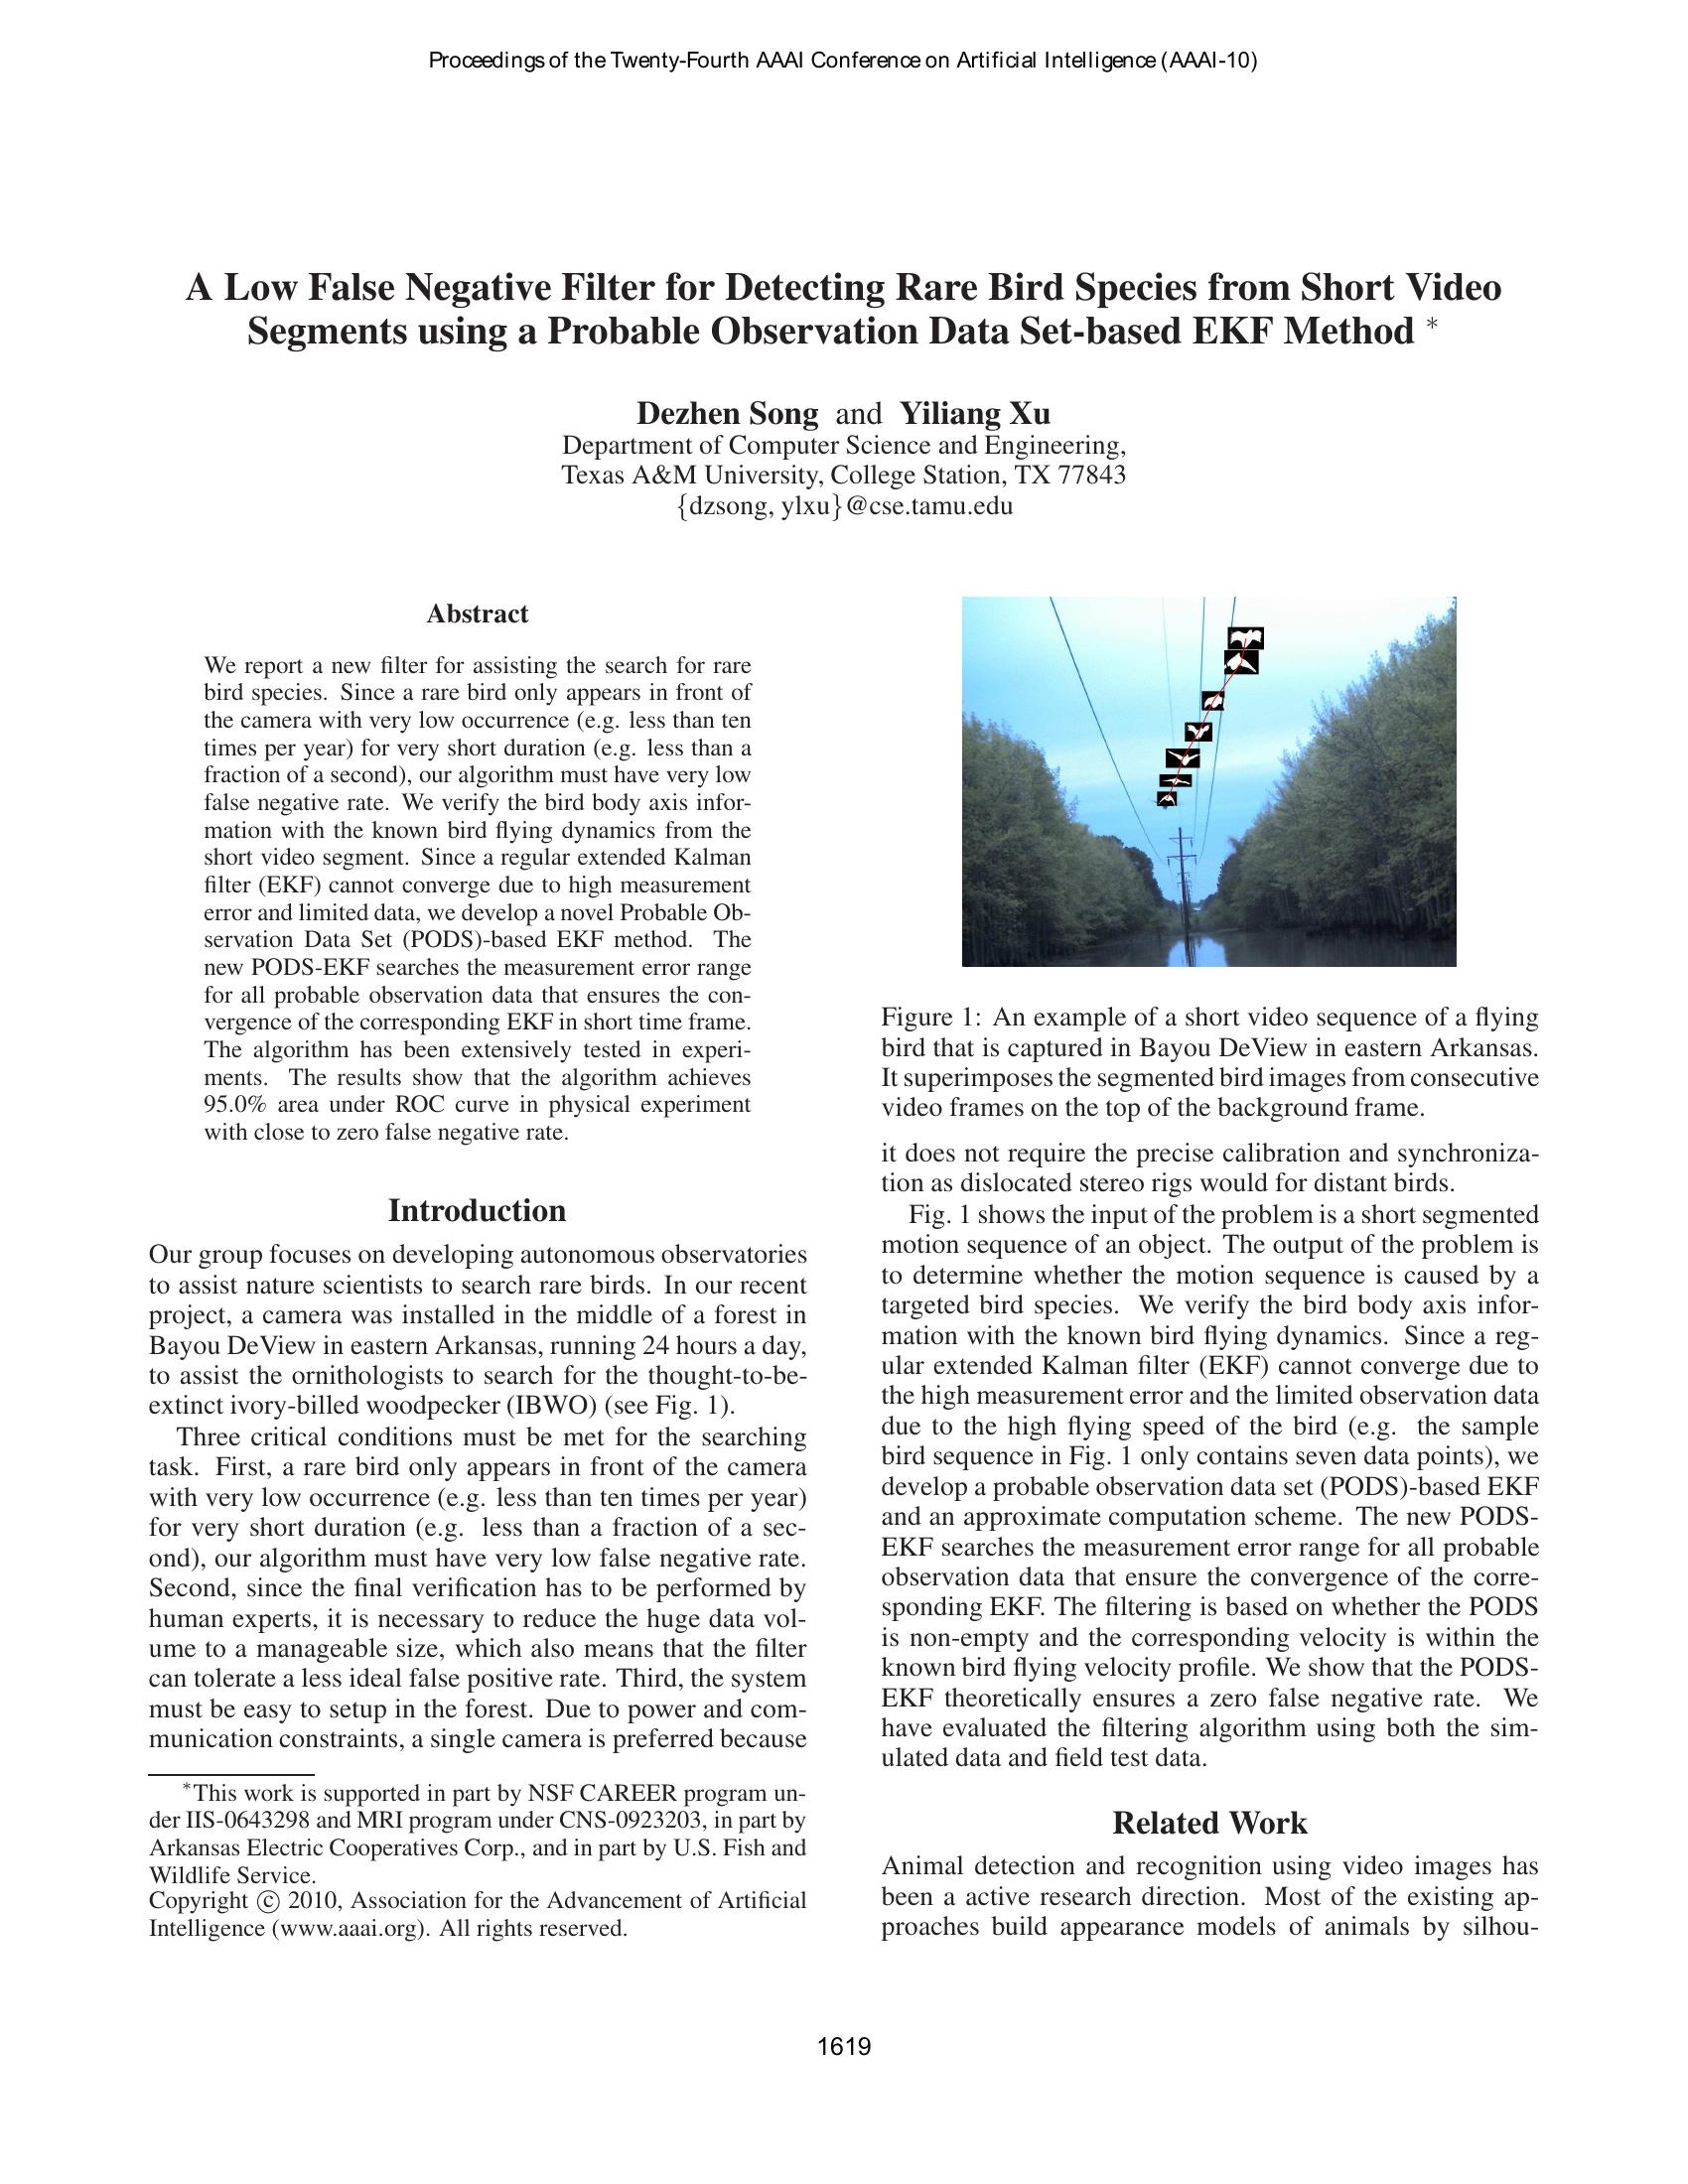 Proceedings of the Twenty-Fourth AAAI Conference on Artificial Intelligence (AAAI-10)
A Low False Negative Filter for Detecting Rare Bird Species from Short Video
Segments using a Probable Observation Data Set-based EKF Method *
Dezhen Song and Yiliang Xu
Department of Computer Science and Engineering,
Texas A&M University, College Station, TX 77843
{dzsong, ylxu}@cse.tamu.edu
Abstract
We report a new filter for assisting the search for rare
bird species. Since a rare bird only appears in front of
the camera with very low occurrence (e.g. less than ten
times per year) for very short duration (e.g. less than a
fraction of a second), our algorithm must have very low
false negative rate. We verify the bird body axis infor-
mation with the known bird flying dynamics from the
short video segment. Since a regular extended Kalman
filter (EKF) cannot converge due to high measurement
error and limited data, we develop a novel Probable Ob-
servation Data Set (PODS)-based EKF method. The
new PODS-EKF searches the measurement error range
for all probable observation data that ensures the con-
vergence of the corresponding EKF in short time frame.
The algorithm has been extensively tested in experi-
ments. The results show that the algorithm achieves
95.0% area under ROC curve in physical experiment
with close to zero false negative rate.
Introduction
Our group focuses on developing autonomous observatories
to assist nature scientists to search rare birds. In our recent
project, a camera was installed in the middle of a forest in
Bayou DeView in eastern Arkansas, running 24 hours a day,
to assist the ornithologists to search for the thought-to-be-
extinct ivory-billed woodpecker (IBWO) (see Fig. 1).
Three critical conditions must be met for the searching
task. First, a rare bird only appears in front of the camera
with very low occurrence (e.g. less than ten times per year)
for very short duration (e.g. less than a fraction of a sec-
ond), our algorithm must have very low false negative rate.
Second, since the final verification has to be performed by
human experts, it is necessary to reduce the huge data vol-
ume to a manageable size, which also means that the filter
can tolerate a less ideal false positive rate. Third, the system
must be easy to setup in the forest. Due to power and com-
munication constraints, a single camera is preferred because
*This work is supported in part by NSF CAREER program un-
der IIS-0643298 and MRI program under CNS-0923203, in part by
Arkansas Electric Cooperatives Corp., and in part by U.S. Fish and
Wildlife Service.
Copyright © 2010, Association for the Advancement of Artificial
Intelligence (www.aaai.org). All rights reserved.
Figure 1: An example of a short video sequence of a flying
bird that is captured in Bayou DeView in eastern Arkansas.
It superimposes the segmented bird images from consecutive
video frames on the top of the background frame.
it does not require the precise calibration and synchroniza-
tion as dislocated stereo rigs would for distant birds.
Fig. 1 shows the input of the problem is a short segmented
motion sequence of an object. The output of the problem is
to determine whether the motion sequence is caused by a
targeted bird species. We verify the bird body axis infor-
mation with the known bird flying dynamics. Since a reg-
ular extended Kalman filter (EKF) cannot converge due to
the high measurement error and the limited observation data
due to the high flying speed of the bird (e.g. the sample
bird sequence in Fig. 1 only contains seven data points), we
develop a probable observation data set (PODS)-based EKF
and an approximate computation scheme. The new PODS-
EKF searches the measurement error range for all probable
observation data that ensure the convergence of the corre-
sponding EKF. The filtering is based on whether the PODS
is non-empty and the corresponding velocity is within the
known bird flying velocity profile. We show that the PODS-
EKF theoretically ensures a zero false negative rate. We
have evaluated the filtering algorithm using both the sim-
ulated data and field test data.
Related Work
Animal detection and recognition using video images has
been a active research direction. Most of the existing ap-
proaches build appearance models of animals by silhou-
1619